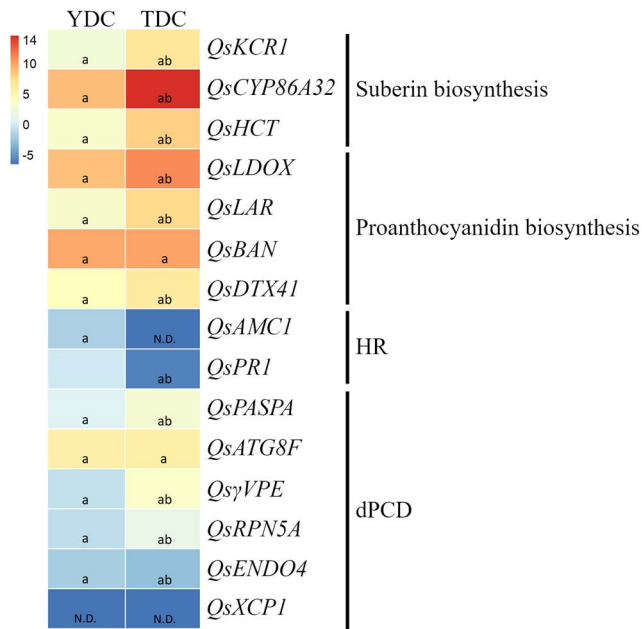 YDC TDC
14
10
5
0
-5
a ab QsKCR1
a ab QsCYP86A32
a ab QsHCT
Suberin biosynthesis
a ab QsLDOX
a ab QsLAR
a a QsBAN
a ab QsDTX41
Proanthocyanidin biosynthesis
a N.D. QsAMC1
ab QsPR1
HR
a ab QsPASPA
a a QsATG8F
a ab QsγVPE
a ab QsRPN5A
a ab QsENDO4
N.D. N.D. QsXCP1
dPCD